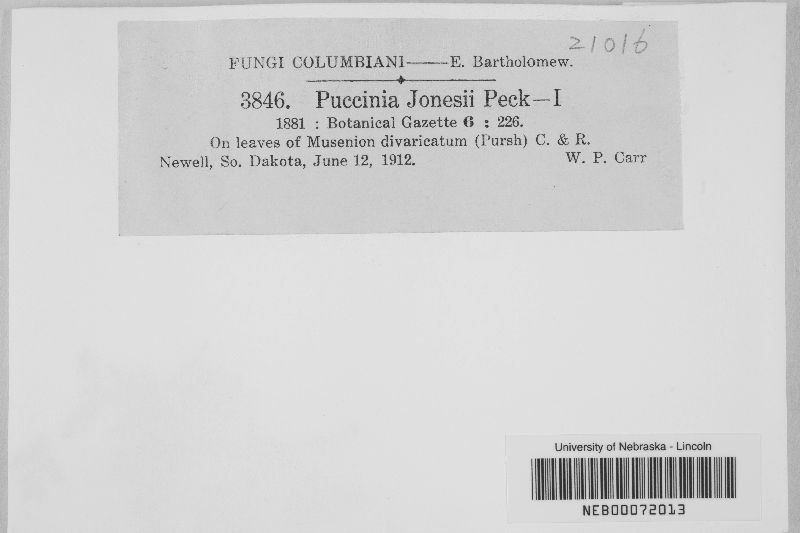 21016
FUNGI COLUMBIANI——E. Bartholomew.
3846. Puccinia Jonesii Peck—I
1881 : Botanical Gazette 6 : 226.
On leaves of Musenion divaricatum (Pursh) C. & R.
Newell, So. Dakota, June 12, 1912. W. P. Carr
University of Nebraska - Lincoln
NEB00072013